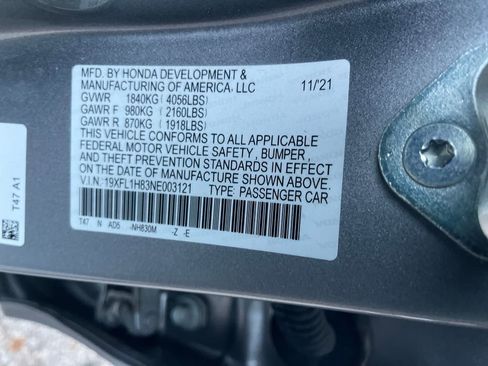 MFD. BY HONDA DEVELOPMENT &
MANUFACTURING OF AMERICA, LLC 11/'21
GVWR 1840KG (4056LBS)
GAWR F 980KG (2160LBS)
GAWR R 870KG (1918LBS)
THIS VEHICLE CONFORMS TO ALL APPLICABLE
FEDERAL MOTOR VEHICLE SAFETY, BUMPER,
AND THEFT PREVENTION STANDARDS IN EFFECT
ON THE DATE OF MANUFACTURE SHOWN ABOVE.
V.I.N: 19XFL1H83NE003121 TYPE: PASSENGER CAR
T47 N AD5 -NH830M -Z -E
T47 A1